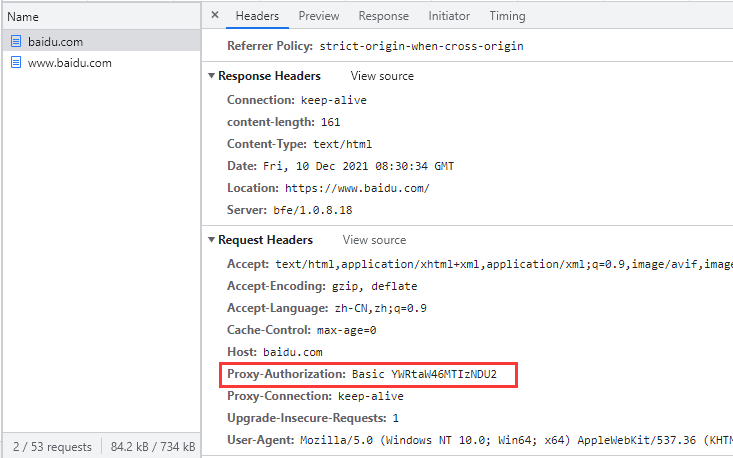 Name
baidu.com
www.baidu.com
2 / 53 requests 84.2 kB / 734 kB
× Headers Preview Response Initiator Timing
Referrer Policy: strict-origin-when-cross-origin
Response Headers View source
Connection: keep-alive
content-length: 161
Content-Type: text/html
Date: Fri, 10 Dec 2021 08:30:34 GMT
Location: https://www.baidu.com/
Server: bfe/1.0.8.18
Request Headers View source
Accept: text/html,application/xhtml+xml,application/xml;q=0.9,image/avif,image
Accept-Encoding: gzip, deflate
Accept-Language: zh-CN,zh;q=0.9
Cache-Control: max-age=0
Host: baidu.com
Proxy-Authorization: Basic YWRtaW46MTIzNDU2
Proxy-Connection: keep-alive
Upgrade-Insecure-Requests: 1
User-Agent: Mozilla/5.0 (Windows NT 10.0; Win64; x64) AppleWebKit/537.36 (KHTM